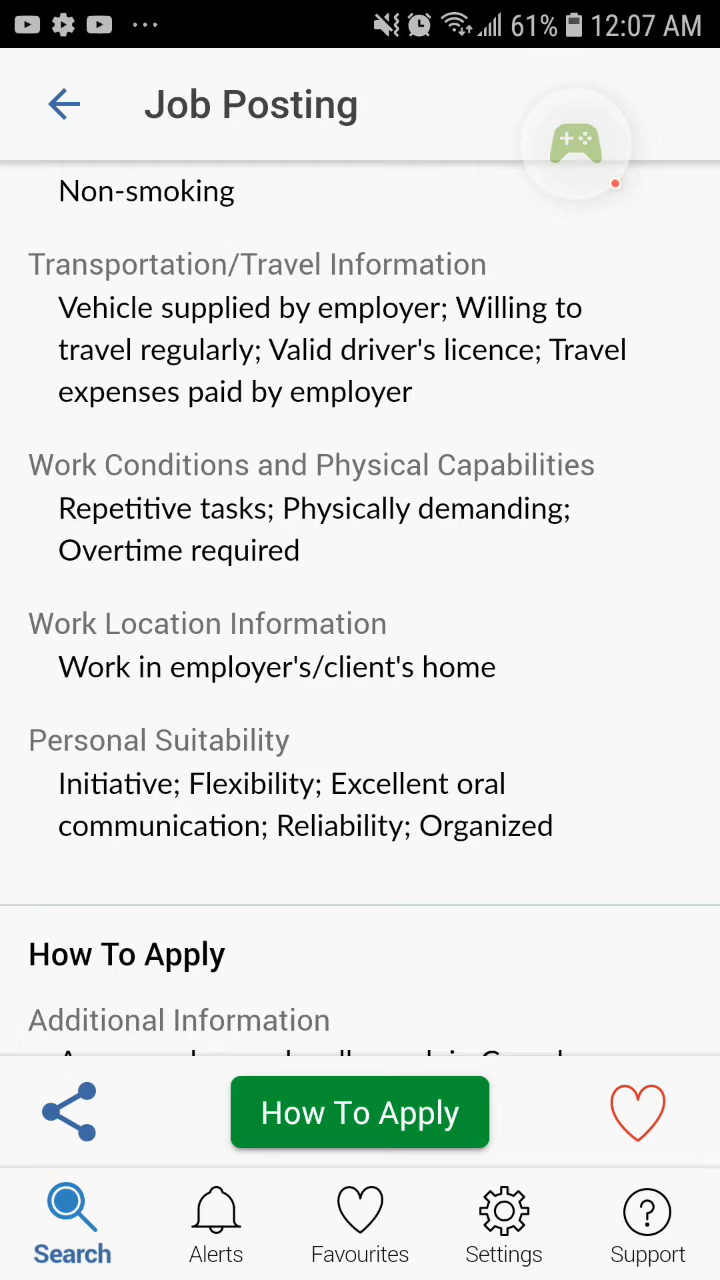 61% 12:07 AM
Job Posting
Non-smoking
Transportation/Travel Information
Vehicle supplied by employer; Willing to
travel regularly; Valid driver's licence; Travel
expenses paid by employer
Work Conditions and Physical Capabilities
Repetitive tasks; Physically demanding;
Overtime required
Work Location Information
Work in employer's/client's home
Personal Suitability
Initiative; Flexibility; Excellent oral
communication; Reliability; Organized
How To Apply
Additional Information
How To Apply
Search Alerts Favourites Settings Support